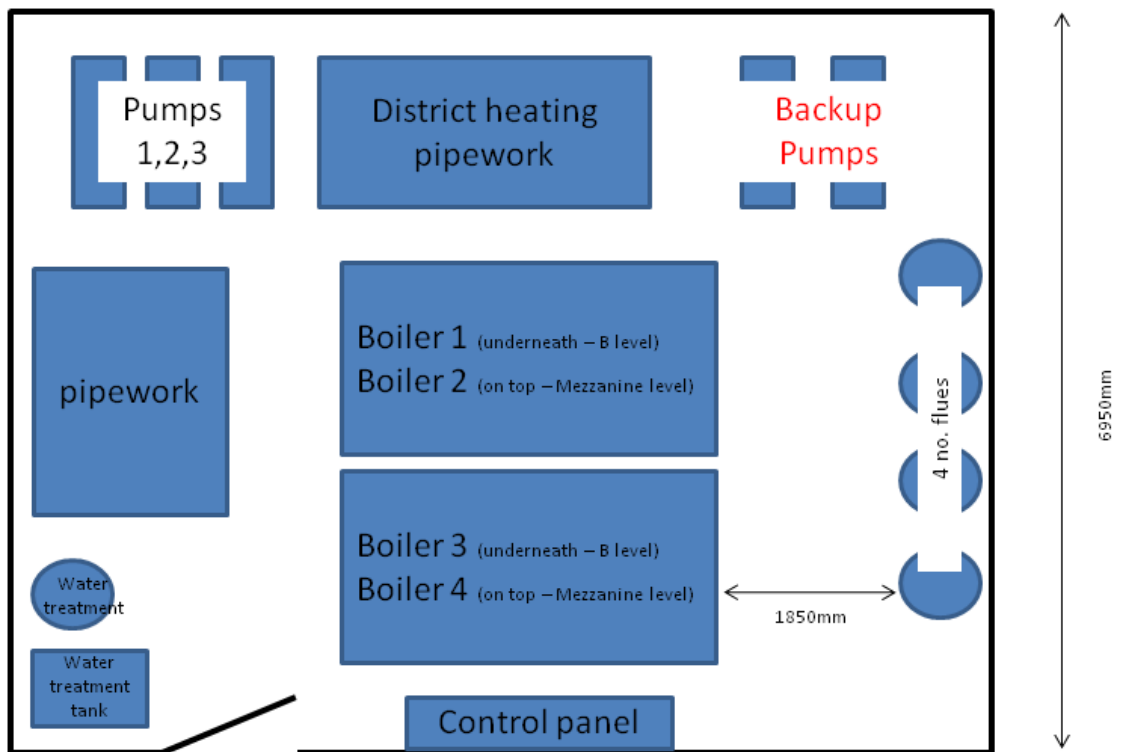 Pumps
1,2,3
District heating
pipework
Backup
Pumps
pipework
Boiler 1 (underneath – B level)
Boiler 2 (on top – Mezzanine level)
4 no. flues
6950mm
Boiler 3 (underneath – B level)
Boiler 4 (on top – Mezzanine level)
1850mm
Water
treatment
Water
treatment
tank
Control panel